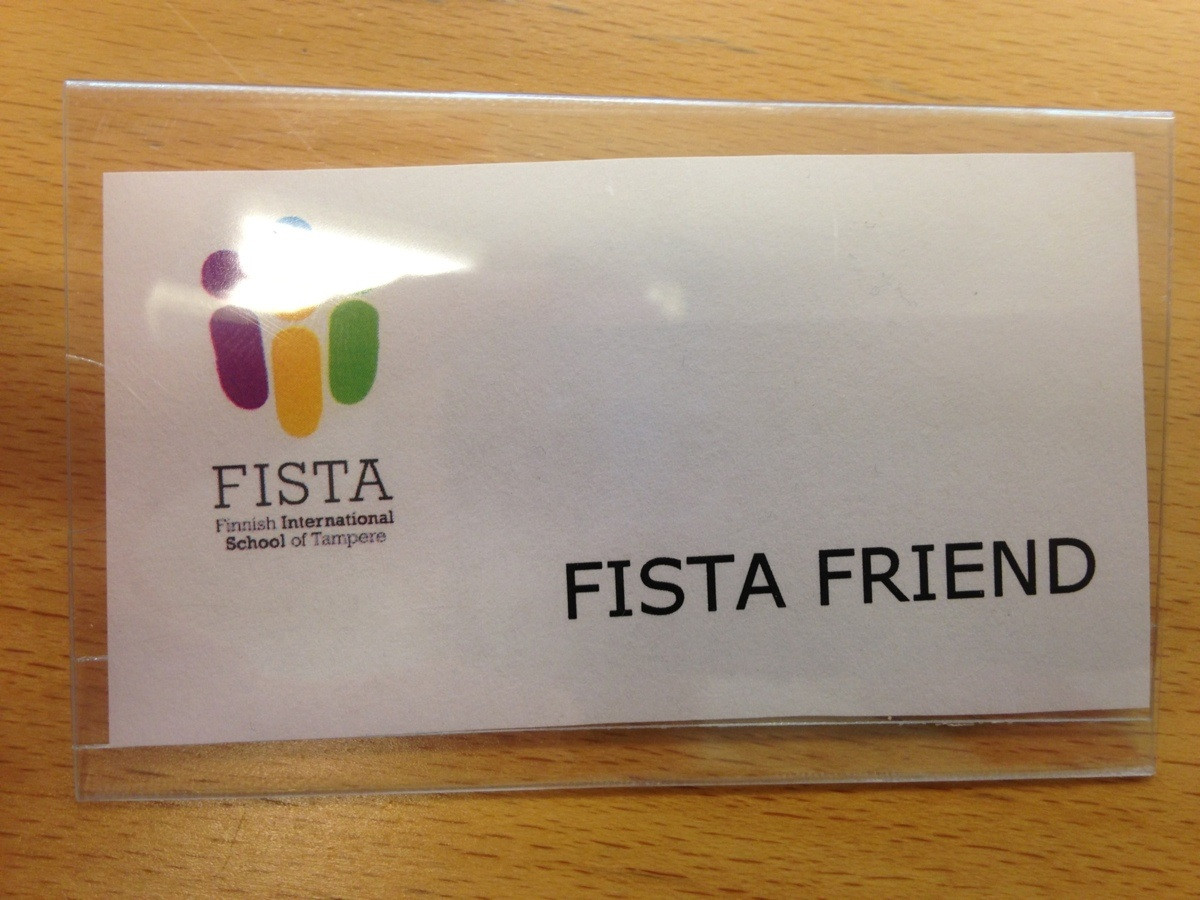 FISTA
Finnish International
School of Tampere
FISTA FRIEND